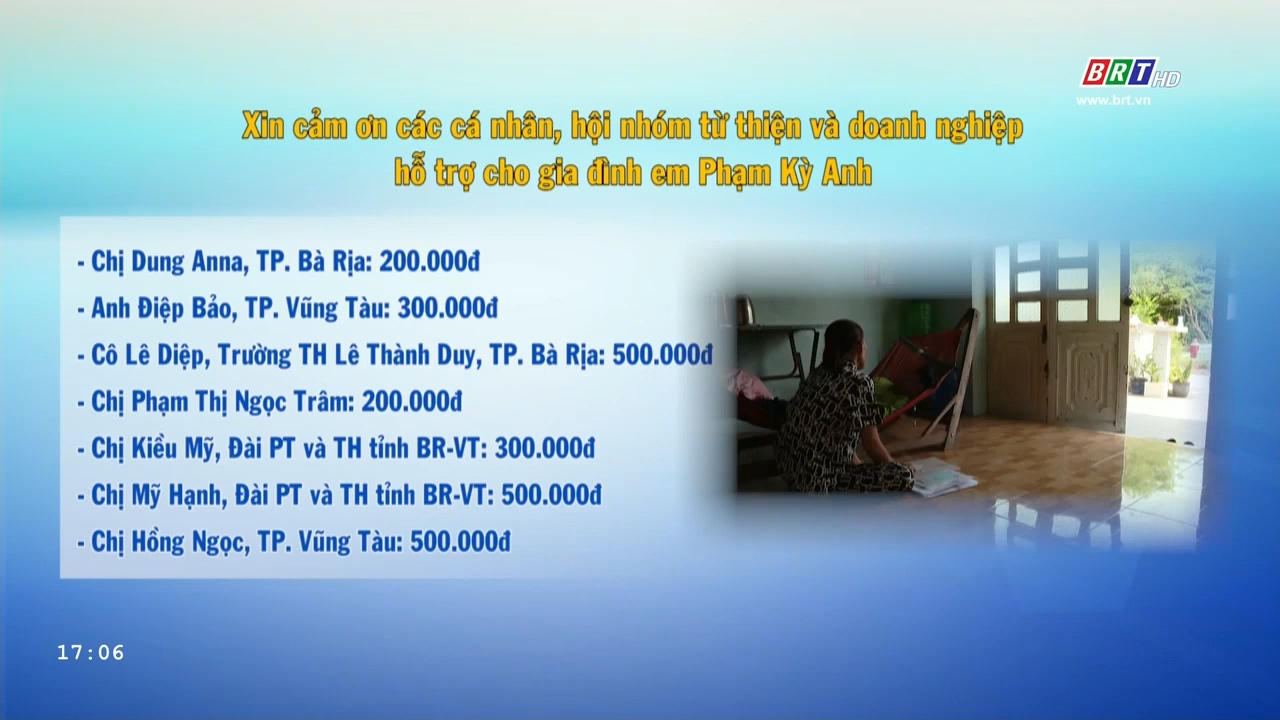 BRT HD
www.brt.vn
Xin cảm ơn các cá nhân, hội nhóm từ thiện và doanh nghiệp
hỗ trợ cho gia đình em Phạm Kỳ Anh
- Chị Dung Anna, TP. Bà Rịa: 200.000đ
- Anh Điệp Bảo, TP. Vũng Tàu: 300.000đ
- Cô Lê Diệp, Trường TH Lê Thành Duy, TP. Bà Rịa: 500.000đ
- Chị Phạm Thị Ngọc Trâm: 200.000đ
- Chị Kiều Mỹ, Đài PT và TH tỉnh BR-VT: 300.000đ
- Chị Mỹ Hạnh, Đài PT và TH tỉnh BR-VT: 500.000đ
- Chị Hồng Ngọc, TP. Vũng Tàu: 500.000đ
17:06